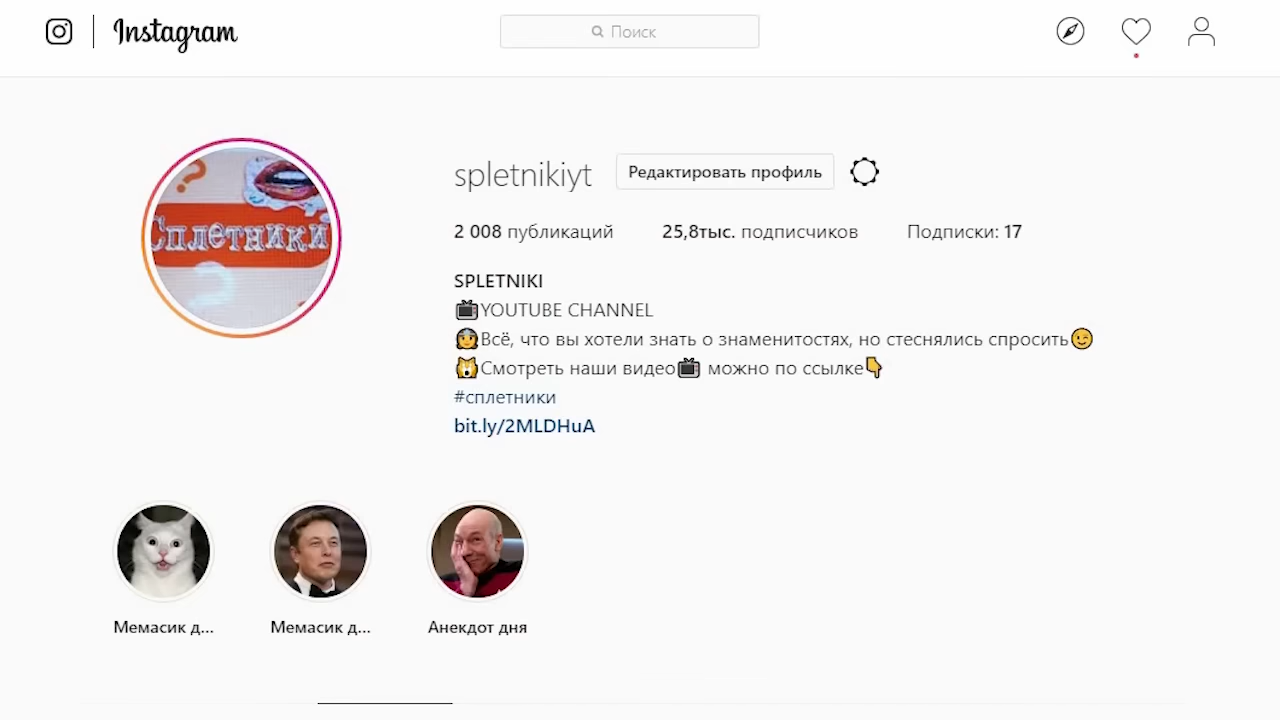 Instagram
Поиск
Сплетники
spletnikiyt
Редактировать профиль
2 008 публикаций
25,8тыс. подписчиков
Подписки: 17
SPLETNIKI
📺YOUTUBE CHANNEL
👰Всё, что вы хотели знать о знаменитостях, но стеснялись спросить😉
🙀Смотреть наши видео📺 можно по ссылке👇
#сплетники
bit.ly/2MLDHuA
Мемасик д...
Мемасик д...
Анекдот дня